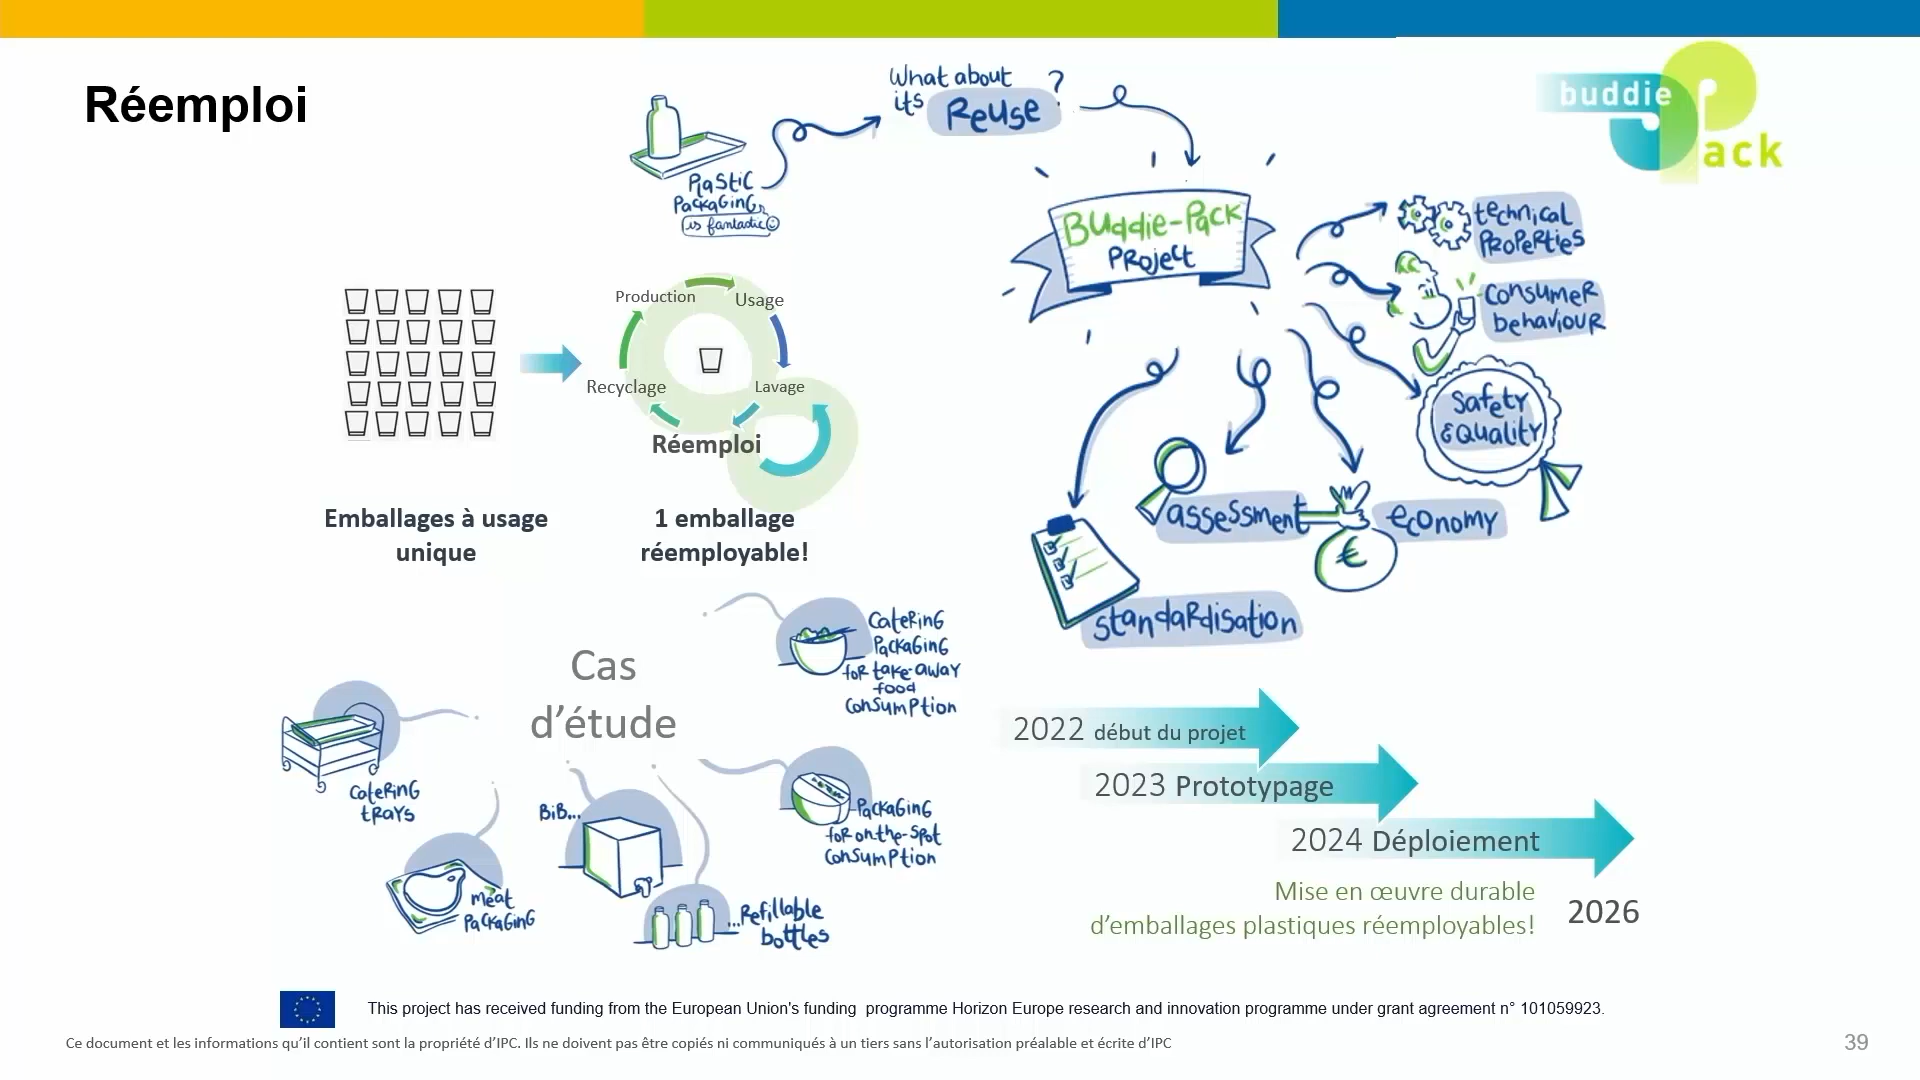 Réemploi
What about
its Reuse ?
buddie
Pack
Plastic
Packaging
is fantastic
Buddie-Pack
Project
technical
Properties
Consumer
behaviour
Safety
& Quality
assessment
economy
€
standardisation
Production
Usage
Recyclage
Lavage
Réemploi
Emballages à usage
unique
1 emballage
réemployable!
Cas
d’étude
Catering
Packaging
for take-away
food
Consumption
Catering
trays
Meat
Packaging
BiB...
...Refillable
bottles
Packaging
for on-the-spot
Consumption
2022 début du projet
2023 Prototypage
2024 Déploiement
Mise en œuvre durable
d’emballages plastiques réemployables!
2026
This project has received funding from the European Union's funding programme Horizon Europe research and innovation programme under grant agreement n° 101059923.
Ce document et les informations qu’il contient sont la propriété d’IPC. Ils ne doivent pas être copiés ni communiqués à un tiers sans l’autorisation préalable et écrite d’IPC
39